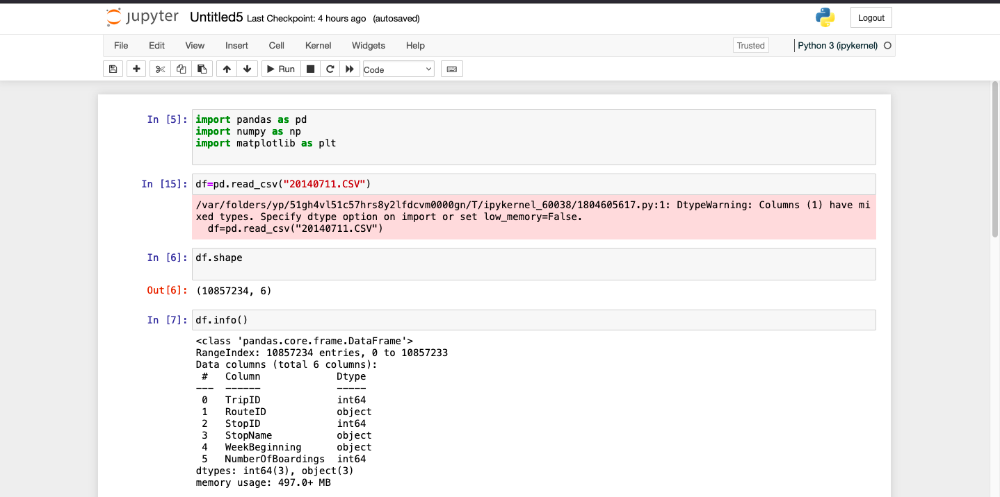 jupyter Untitled5 Last Checkpoint: 4 hours ago (autosaved) Logout
File Edit View Insert Cell Kernel Widgets Help Trusted Python 3 (ipykernel)
Run Code
In [5]: import pandas as pd
import numpy as np
import matplotlib as plt
In [15]: df=pd.read_csv("20140711.CSV")
/var/folders/yp/51gh4vl51c57hrs8y2lfdcvm0000gn/T/ipykernel_60038/1804605617.py:1: DtypeWarning: Columns (1) have mi
xed types. Specify dtype option on import or set low_memory=False.
  df=pd.read_csv("20140711.CSV")
In [6]: df.shape
Out[6]: (10857234, 6)
In [7]: df.info()
<class 'pandas.core.frame.DataFrame'>
RangeIndex: 10857234 entries, 0 to 10857233
Data columns (total 6 columns):
 #   Column             Dtype
---  ------             -----
 0   TripID             int64
 1   RouteID            object
 2   StopID             int64
 3   StopName           object
 4   WeekBeginning      object
 5   NumberOfBoardings  int64
dtypes: int64(3), object(3)
memory usage: 497.0+ MB